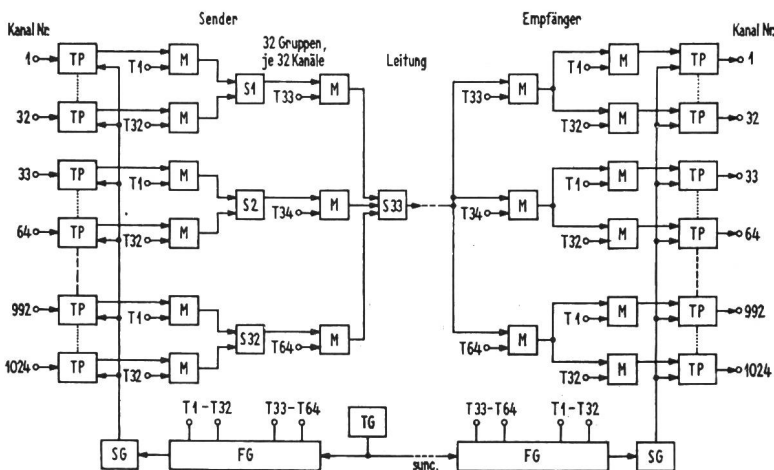 Sender
Empfänger
Kanal Nr.
32 Gruppen,
je 32 Kanäle
Leitung
Kanal Nr.
1 TP T1 M S1 T33 M T33 M T1 M TP 1
32 TP T32 M T32 M TP 32
33 TP T1 M S2 T34 M S33 T34 M T1 M TP 33
64 TP T32 M T32 M TP 64
992 TP T1 M S32 T64 M T64 M T1 M TP 992
1024 TP T32 M T32 M TP 1024
T1-T32 T33-T64 TG T33-T64 T1-T32
SG FG sync. FG SG